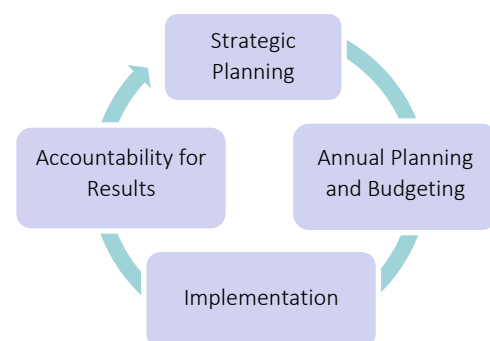 Strategic
Planning
Annual Planning
and Budgeting
Implementation
Accountability for
Results